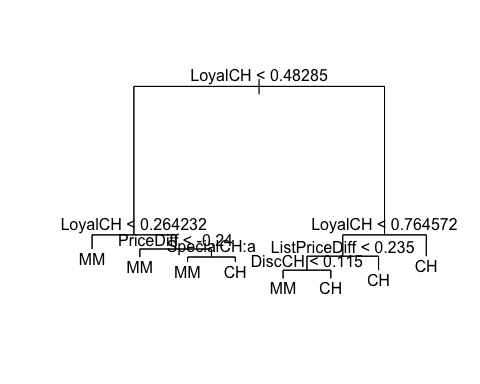 LoyalCH < 0.48285
LoyalCH < 0.264232
LoyalCH < 0.764572
PriceDiff < -0.24
SpecialCH:a
ListPriceDiff < 0.235
DiscCH < 0.115
MM
MM
MM
CH
MM
CH
CH
CH